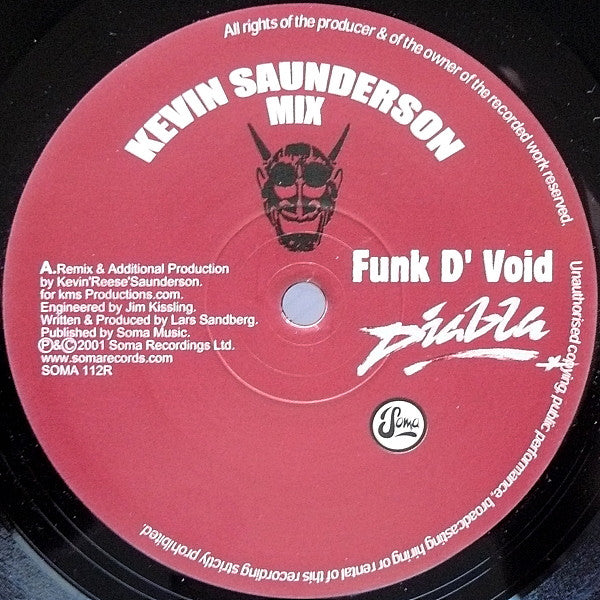 All rights of the producer & of the owner of the recorded work reserved.
KEVIN SAUNDERSON
MIX
A.Remix & Additional Production
by Kevin'Reese'Saunderson.
for kms Productions.com.
Engineered by Jim Kissling.
Written & Produced by Lars Sandberg.
Published by Soma Music.
Ⓟ&©2001 Soma Recordings Ltd.
www.somarecords.com
SOMA 112R
Funk D' Void
Diabla
Soma
Unauthorised copying, public performance, broadcasting hiring or rental of this recording strictly prohibited.